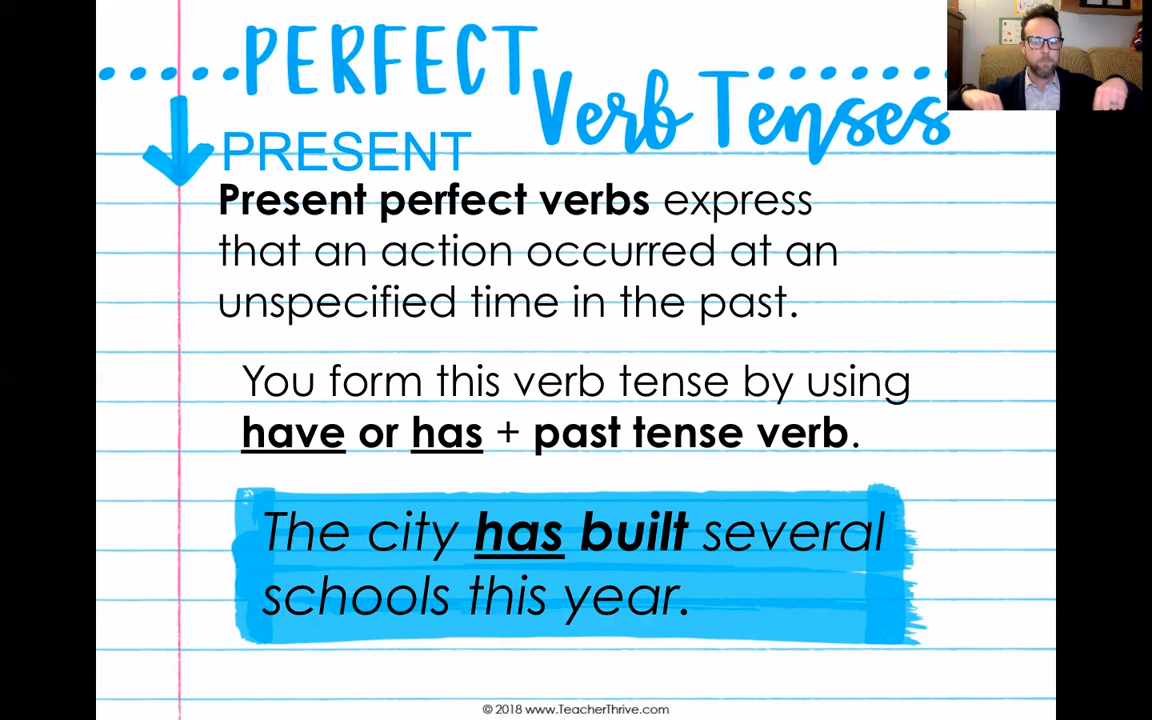 PERFECT
Verb Tenses
PRESENT
Present perfect verbs express
that an action occurred at an
unspecified time in the past.
You form this verb tense by using
have or has + past tense verb.
The city has built several
schools this year.
© 2018 www.TeacherThrive.com